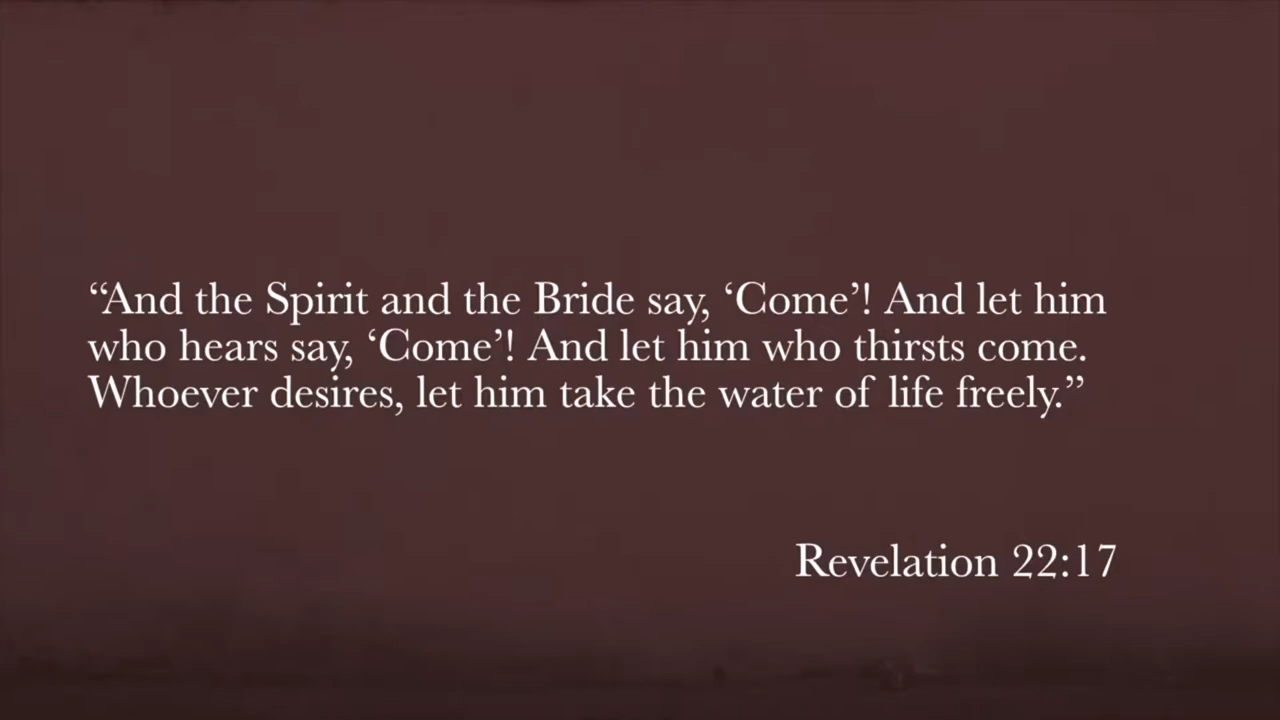 “And the Spirit and the Bride say, ‘Come’! And let him
who hears say, ‘Come’! And let him who thirsts come.
Whoever desires, let him take the water of life freely.”
Revelation 22:17